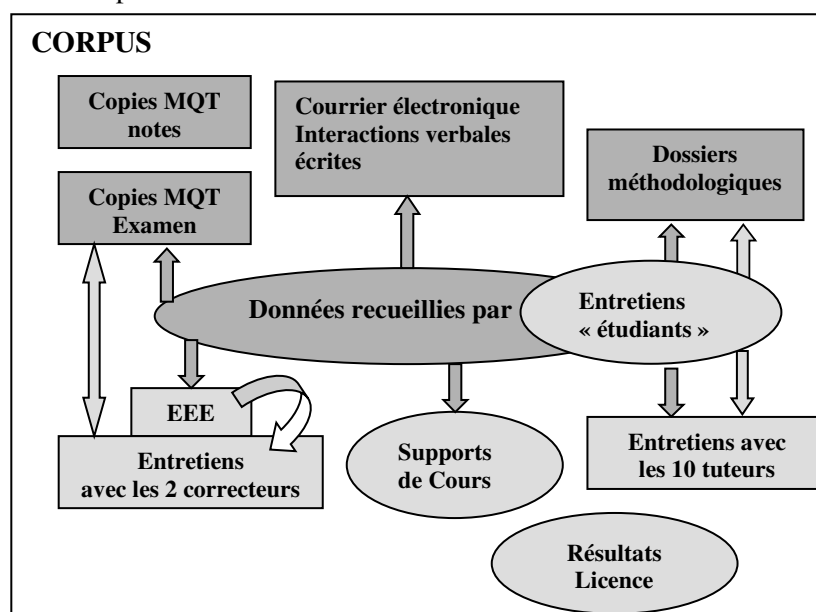 CORPUS
Copies MQT
notes
Courrier électronique
Interactions verbales
écrites
Dossiers
méthodologiques
Copies MQT
Examen
Données recueillies par
Entretiens
« étudiants »
EEE
Entretiens
avec les 2 correcteurs
Supports
de Cours
Entretiens avec
les 10 tuteurs
Résultats
Licence